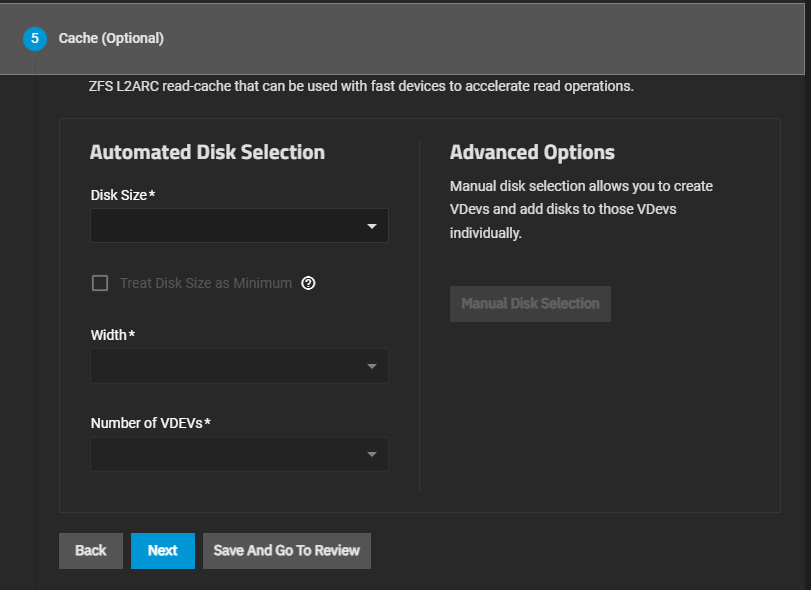 5 Cache (Optional)
ZFS L2ARC read-cache that can be used with fast devices to accelerate read operations.
Automated Disk Selection
Disk Size*
Treat Disk Size as Minimum ?
Width*
Number of VDEVs*
Advanced Options
Manual disk selection allows you to create
VDevs and add disks to those VDevs
individually.
Manual Disk Selection
Back Next Save And Go To Review